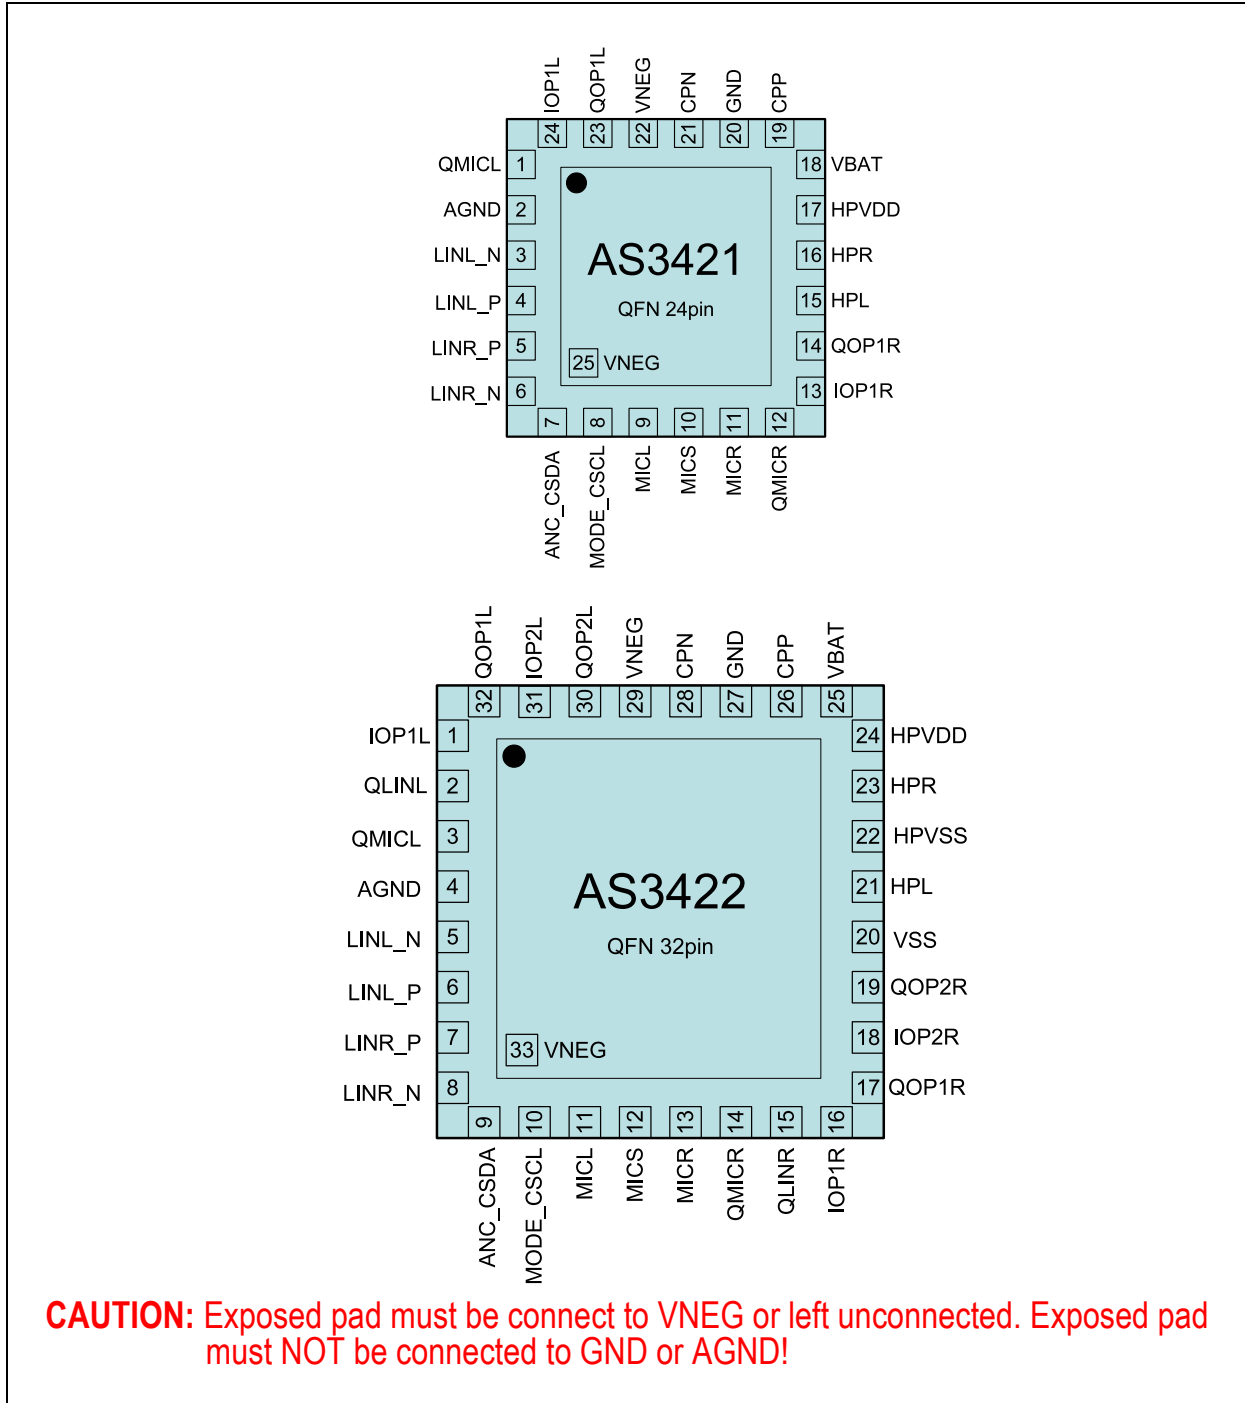 IOP1L QOP1L VNEG CPN GND CPP
24 23 22 21 20 19
QMICL 1 18 VBAT
AGND 2 17 HPVDD
LINL_N 3 AS3421 16 HPR
LINL_P 4 QFN 24pin 15 HPL
LINR_P 5 14 QOP1R
25 VNEG
LINR_N 6 13 IOP1R
7 8 9 10 11 12
ANC_CSDA MODE_CSCL MICL MICS MICR QMICR
QOP1L IOP2L QOP2L VNEG CPN GND CPP VBAT
32 31 30 29 28 27 26 25
IOP1L 1 24 HPVDD
QLINL 2 23 HPR
QMICL 3 22 HPVSS
AGND 4 AS3422 21 HPL
LINL_N 5 QFN 32pin 20 VSS
LINL_P 6 19 QOP2R
LINR_P 7 33 VNEG 18 IOP2R
LINR_N 8 17 QOP1R
9 10 11 12 13 14 15 16
ANC_CSDA MODE_CSCL MICL MICS MICR QMICR QLINR IOP1R
CAUTION: Exposed pad must be connect to VNEG or left unconnected. Exposed pad
must NOT be connected to GND or AGND!